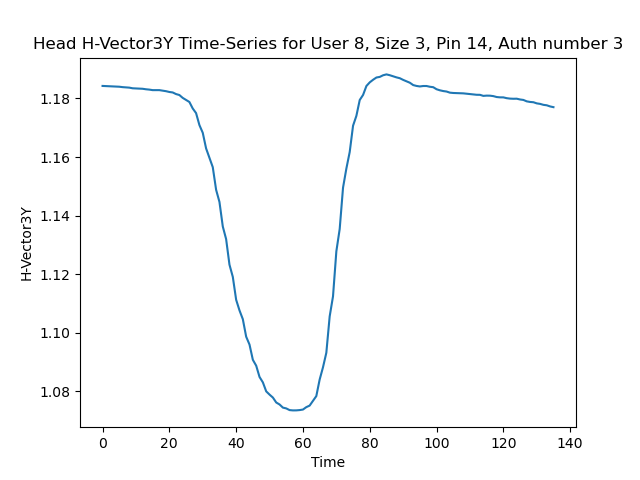 Head H-Vector3Y Time-Series for User 8, Size 3, Pin 14, Auth number 3
H-Vector3Y
1.18
1.16
1.14
1.12
1.10
1.08
0 20 40 60 80 100 120 140
Time